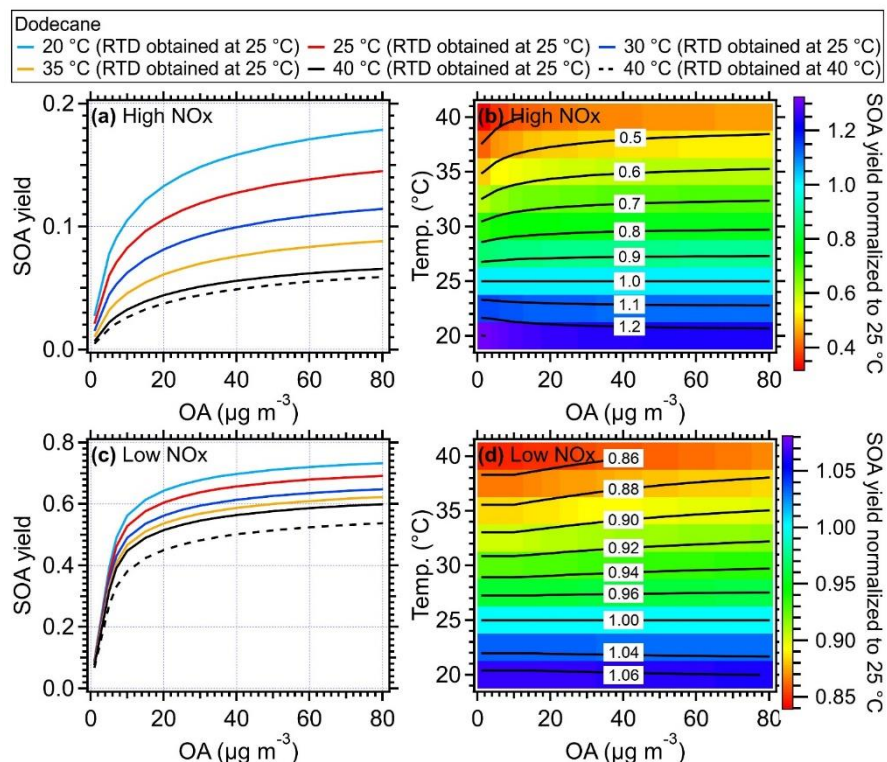 Dodecane
20 °C (RTD obtained at 25 °C) 25 °C (RTD obtained at 25 °C) 30 °C (RTD obtained at 25 °C)
35 °C (RTD obtained at 25 °C) 40 °C (RTD obtained at 25 °C) 40 °C (RTD obtained at 40 °C)
(a) High NOx
0.2
0.1
0.0
SOA yield
0 20 40 60 80
OA (µg m⁻³)
(b) High NOx
40
35
30
25
20
Temp. (°C)
0.5
0.6
0.7
0.8
0.9
1.0
1.1
1.2
0 20 40 60 80
OA (µg m⁻³)
1.2
1.0
0.8
0.6
0.4
SOA yield normalized to 25 °C
(c) Low NOx
0.8
0.6
0.4
0.2
0.0
SOA yield
0 20 40 60 80
OA (µg m⁻³)
(d) Low NOx
40
35
30
25
20
Temp. (°C)
0.86
0.88
0.90
0.92
0.94
0.96
1.00
1.04
1.06
0 20 40 60 80
OA (µg m⁻³)
1.05
1.00
0.95
0.90
0.85
SOA yield normalized to 25 °C